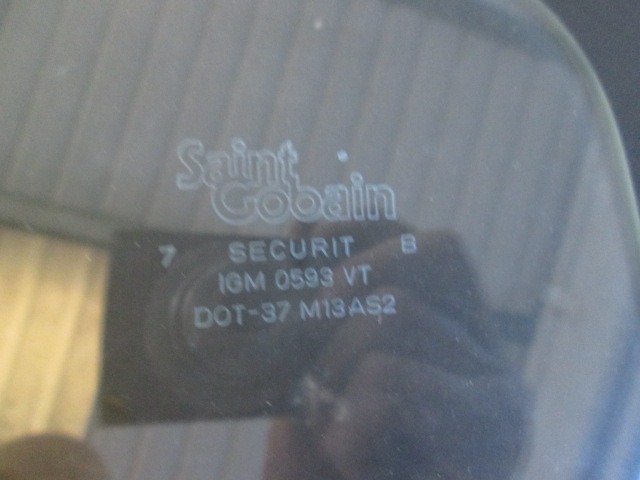 Saint
Gobain
7 SECURIT B
IGM 0593 VT
DOT-37 M13AS2